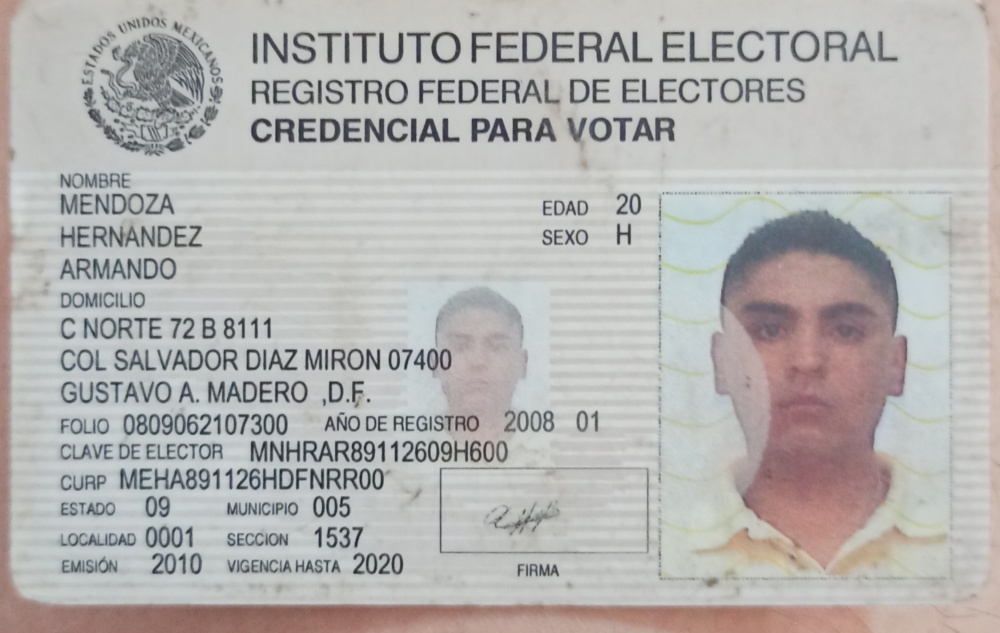 ESTADOS UNIDOS MEXICANOS
INSTITUTO FEDERAL ELECTORAL
REGISTRO FEDERAL DE ELECTORES
CREDENCIAL PARA VOTAR
NOMBRE
MENDOZA
EDAD 20
HERNANDEZ
SEXO H
ARMANDO
DOMICILIO
C NORTE 72 B 8111
COL SALVADOR DIAZ MIRON 07400
GUSTAVO A. MADERO ,D.F.
FOLIO 0809062107300 AÑO DE REGISTRO 2008 01
CLAVE DE ELECTOR MNHRAR89112609H600
CURP MEHA891126HDFNRR00
ESTADO 09 MUNICIPIO 005
LOCALIDAD 0001 SECCION 1537
EMISIÓN 2010 VIGENCIA HASTA 2020
FIRMA